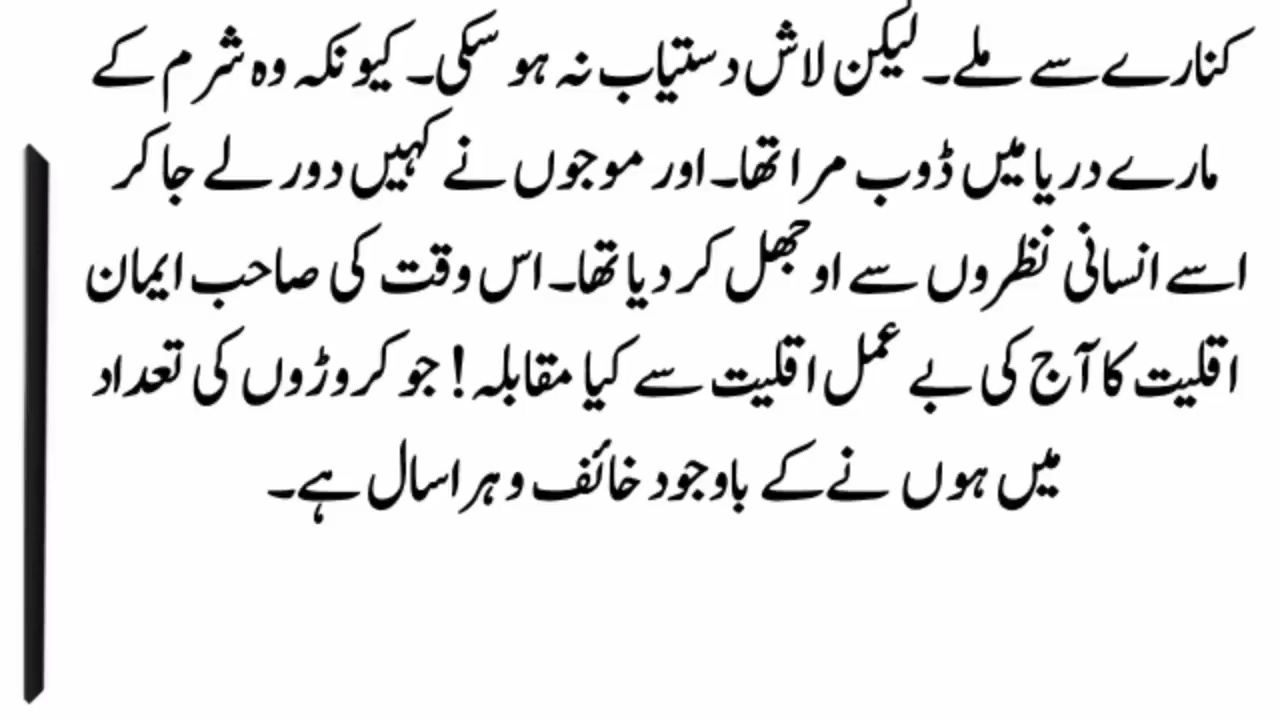 کنارے سے ملے۔ لیکن لاش دستیاب نہ ہو سکی۔ کیونکہ وہ شرم کے
مارے دریا میں ڈوب مرا تھا۔ اور موجوں نے کہیں دور لے جا کر
اسے انسانی نظروں سے اوجھل کر دیا تھا۔ اس وقت کی صاحب ایمان
اقلیت کا آج کی بے عمل اقلیت سے کیا مقابلہ! جو کروڑوں کی تعداد
میں ہوں نے کے باوجود خائف و ہراسال ہے۔